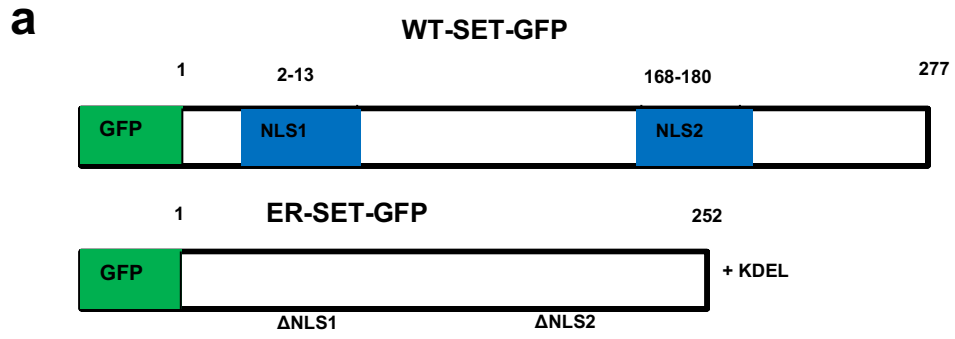 a
WT-SET-GFP
1 2-13 168-180 277
GFP NLS1 NLS2
1 ER-SET-GFP 252
GFP + KDEL
ΔNLS1 ΔNLS2